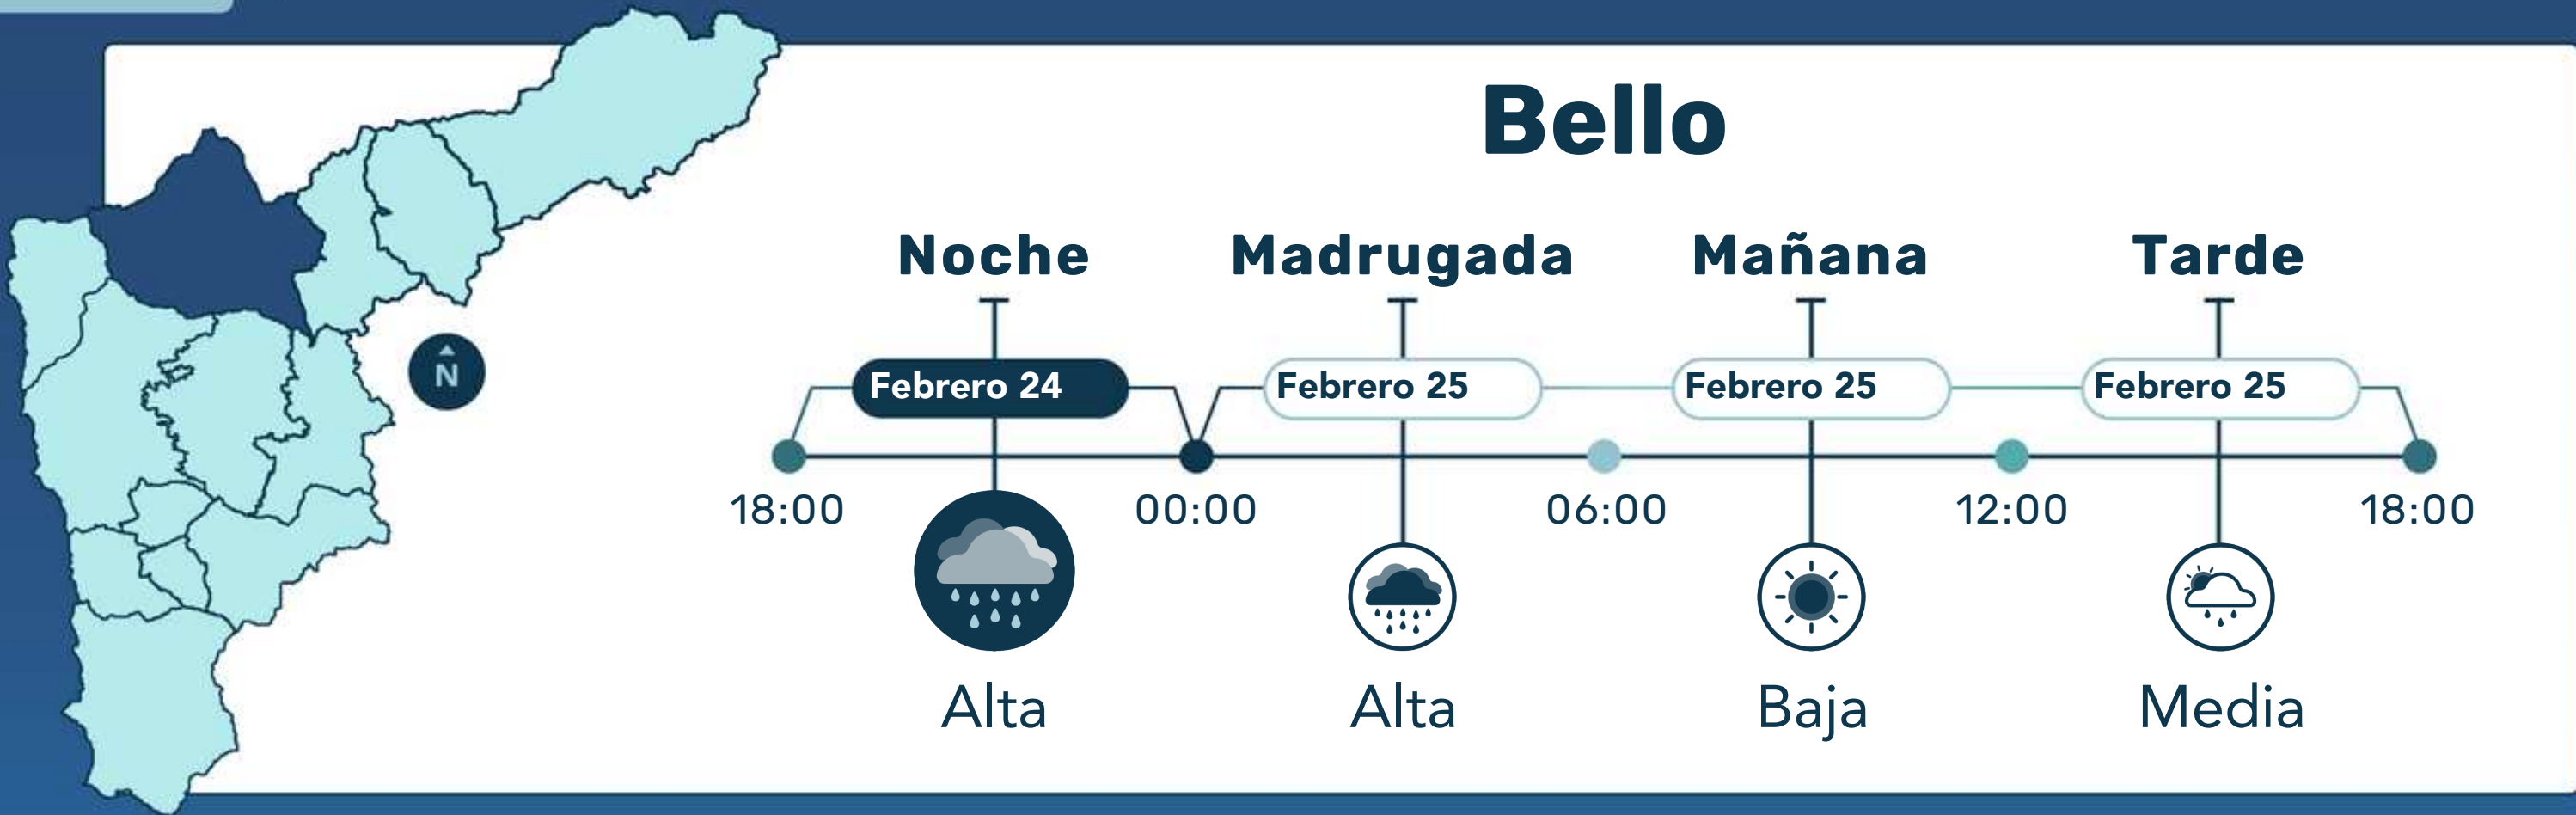 Bello
Noche Madrugada Mañana Tarde
Febrero 24 Febrero 25 Febrero 25 Febrero 25
N
18:00 00:00 06:00 12:00 18:00
Alta Alta Baja Media